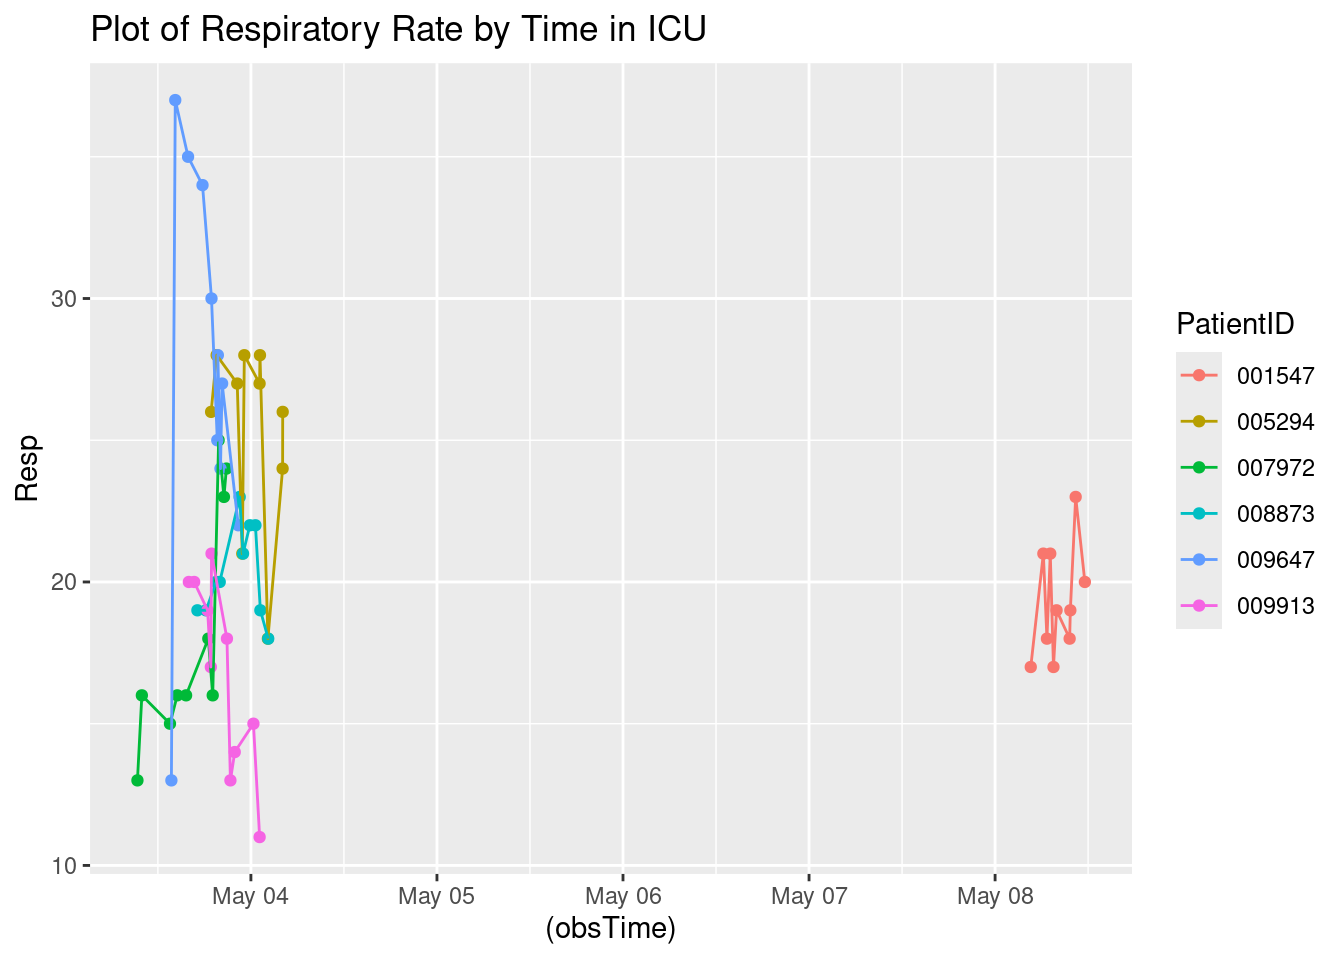 Plot of Respiratory Rate by Time in ICU
Resp
30
20
10
May 04
May 05
May 06
May 07
May 08
(obsTime)
PatientID
001547
005294
007972
008873
009647
009913